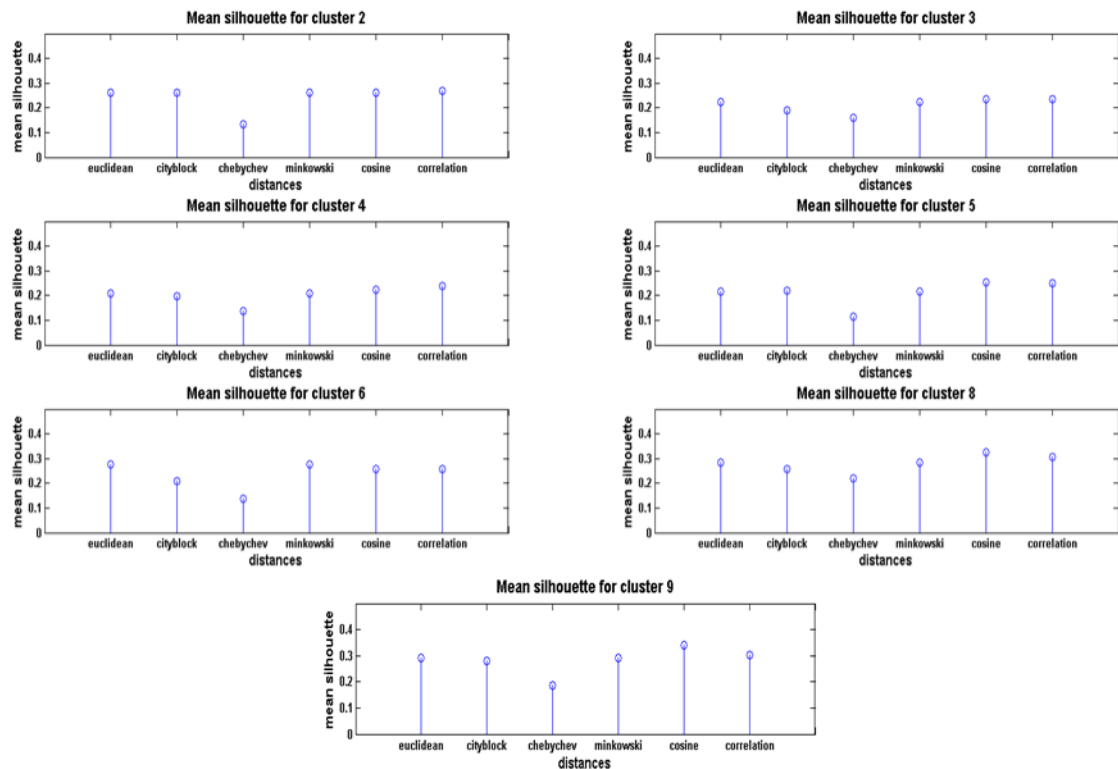 Mean silhouette for cluster 2
mean silhouette
0.4
0.3
0.2
0.1
0
euclidean cityblock chebychev minkowski cosine correlation
distances
Mean silhouette for cluster 3
mean silhouette
0.4
0.3
0.2
0.1
0
euclidean cityblock chebychev minkowski cosine correlation
distances
Mean silhouette for cluster 4
mean silhouette
0.4
0.3
0.2
0.1
0
euclidean cityblock chebychev minkowski cosine correlation
distances
Mean silhouette for cluster 5
mean silhouette
0.4
0.3
0.2
0.1
0
euclidean cityblock chebychev minkowski cosine correlation
distances
Mean silhouette for cluster 6
mean silhouette
0.4
0.3
0.2
0.1
0
euclidean cityblock chebychev minkowski cosine correlation
distances
Mean silhouette for cluster 8
mean silhouette
0.4
0.3
0.2
0.1
0
euclidean cityblock chebychev minkowski cosine correlation
distances
Mean silhouette for cluster 9
mean silhouette
0.4
0.3
0.2
0.1
0
euclidean cityblock chebychev minkowski cosine correlation
distances